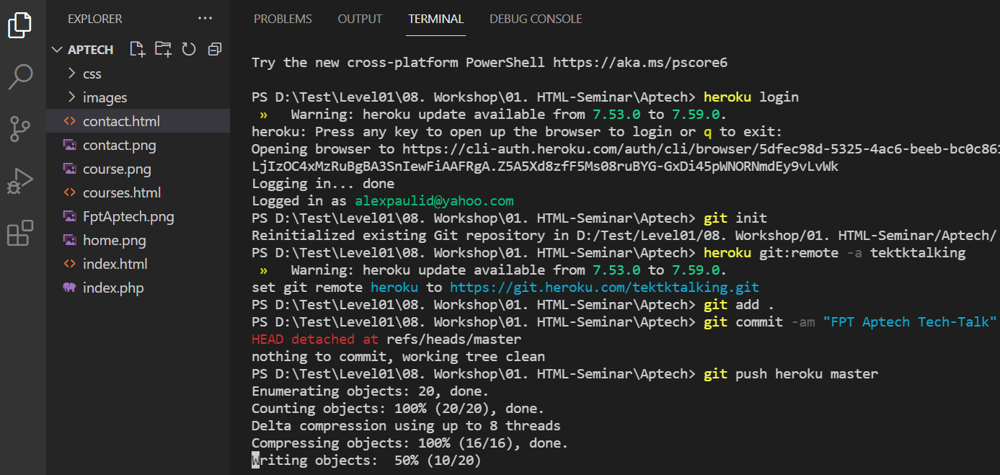 EXPLORER
APTECH
css
images
contact.html
contact.png
course.png
courses.html
FptAptech.png
home.png
index.html
index.php
PROBLEMS OUTPUT TERMINAL DEBUG CONSOLE
Try the new cross-platform PowerShell https://aka.ms/pscore6
PS D:\Test\Level01\08. Workshop\01. HTML-Seminar\Aptech> heroku login
» Warning: heroku update available from 7.53.0 to 7.59.0.
heroku: Press any key to open up the browser to login or q to exit:
Opening browser to https://cli-auth.heroku.com/auth/cli/browser/5dfec98d-5325-4ac6-beeb-bc0c861
LjIzOC4xMzRuBgBA3SnIewFiAAFRgA.Z5A5Xd8zfF5Ms08ruBYG-GxDi45pWNORNmdEy9vLvWk
Logging in... done
Logged in as alexpaulid@yahoo.com
PS D:\Test\Level01\08. Workshop\01. HTML-Seminar\Aptech> git init
Reinitialized existing Git repository in D:/Test/Level01/08. Workshop/01. HTML-Seminar/Aptech/
PS D:\Test\Level01\08. Workshop\01. HTML-Seminar\Aptech> heroku git:remote -a tektktalking
» Warning: heroku update available from 7.53.0 to 7.59.0.
set git remote heroku to https://git.heroku.com/tektktalking.git
PS D:\Test\Level01\08. Workshop\01. HTML-Seminar\Aptech> git add .
PS D:\Test\Level01\08. Workshop\01. HTML-Seminar\Aptech> git commit -am "FPT Aptech Tech-Talk"
HEAD detached at refs/heads/master
nothing to commit, working tree clean
PS D:\Test\Level01\08. Workshop\01. HTML-Seminar\Aptech> git push heroku master
Enumerating objects: 20, done.
Counting objects: 100% (20/20), done.
Delta compression using up to 8 threads
Compressing objects: 100% (16/16), done.
Writing objects: 50% (10/20)